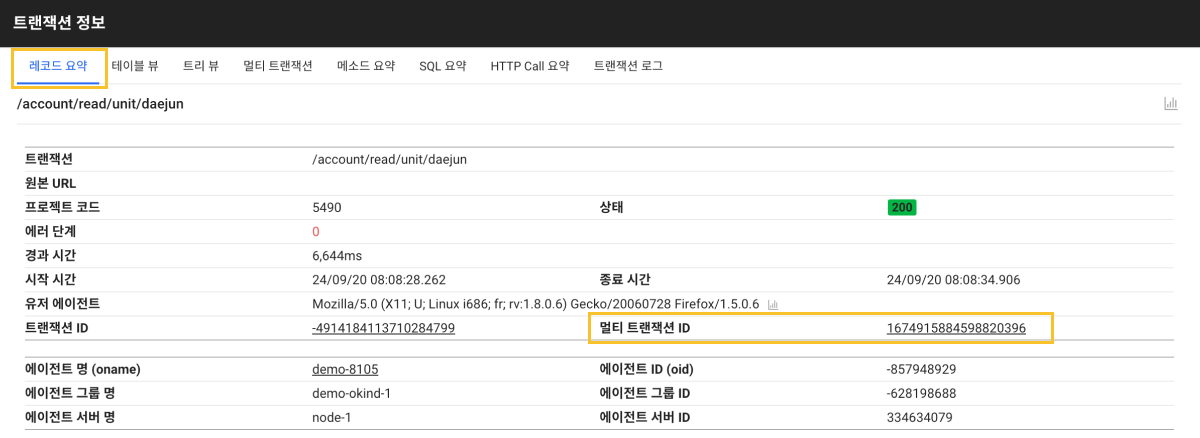 트랜잭션 정보
레코드 요약 테이블 뷰 트리 뷰 멀티 트랜잭션 메소드 요약 SQL 요약 HTTP Call 요약 트랜잭션 로그
/account/read/unit/daejun
트랜잭션 /account/read/unit/daejun
원본 URL
프로젝트 코드 5490 상태 200
에러 단계 0
경과 시간 6,644ms
시작 시간 24/09/20 08:08:28.262 종료 시간 24/09/20 08:08:34.906
유저 에이전트 Mozilla/5.0 (X11; U; Linux i686; fr; rv:1.8.0.6) Gecko/20060728 Firefox/1.5.0.6
트랜잭션 ID -4914184113710284799 멀티 트랜잭션 ID 1674915884598820396
에이전트 명 (oname) demo-8105 에이전트 ID (oid) -857948929
에이전트 그룹 명 demo-okind-1 에이전트 그룹 ID -628198688
에이전트 서버 명 node-1 에이전트 서버 ID 334634079